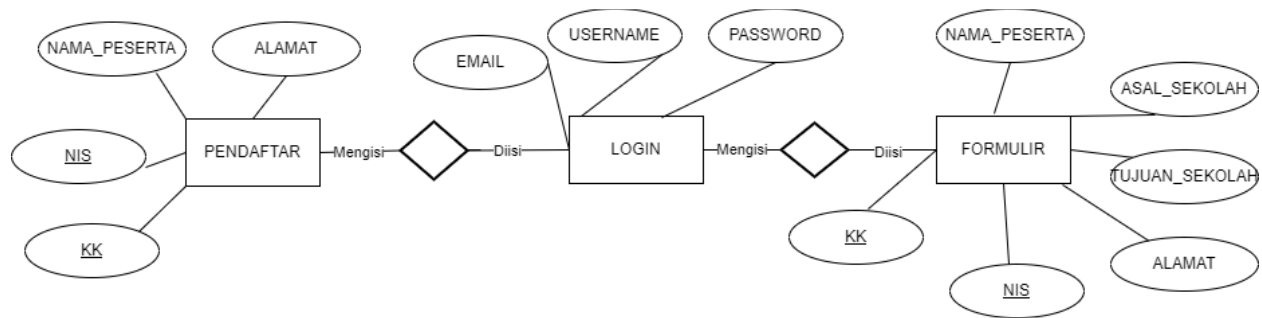 NAMA_PESERTA
ALAMAT
NIS
KK
PENDAFTAR
Mengisi
Diisi
EMAIL
USERNAME
PASSWORD
LOGIN
Mengisi
Diisi
NAMA_PESERTA
ASAL_SEKOLAH
TUJUAN_SEKOLAH
FORMULIR
KK
NIS
ALAMAT